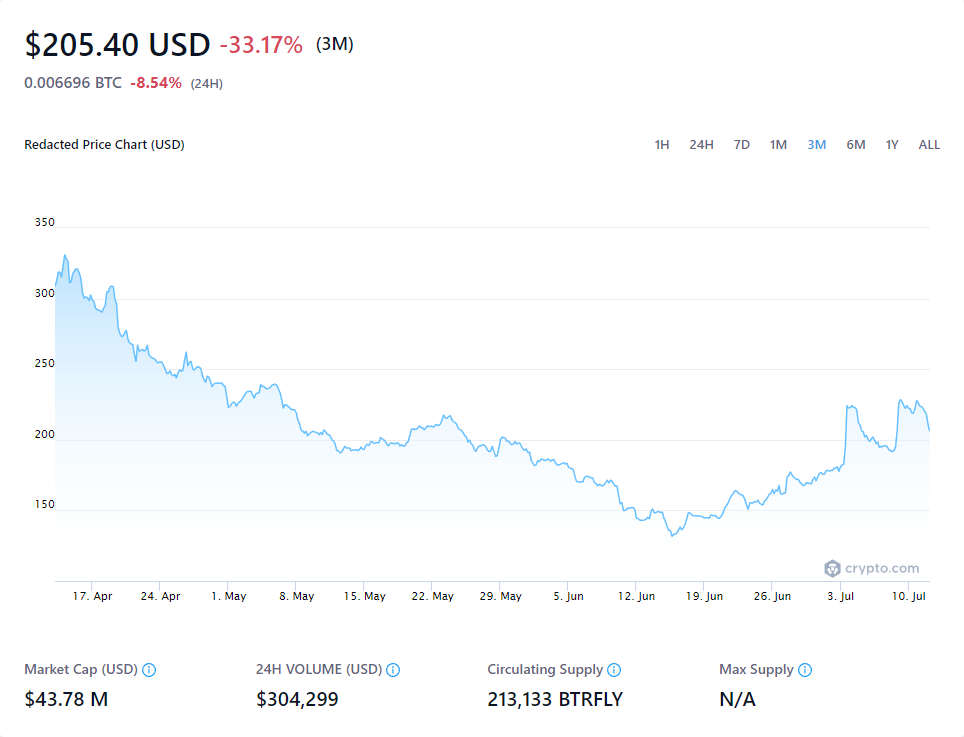 $205.40 USD -33.17% (3M)
0.006696 BTC -8.54% (24H)
Redacted Price Chart (USD) 1H 24H 7D 1M 3M 6M 1Y ALL
350
300
250
200
150
crypto.com
17. Apr 24. Apr 1. May 8. May 15. May 22. May 29. May 5. Jun 12. Jun 19. Jun 26. Jun 3. Jul 10. Jul
Market Cap (USD) 24H VOLUME (USD) Circulating Supply Max Supply
$43.78 M $304,299 213,133 BTRFLY N/A